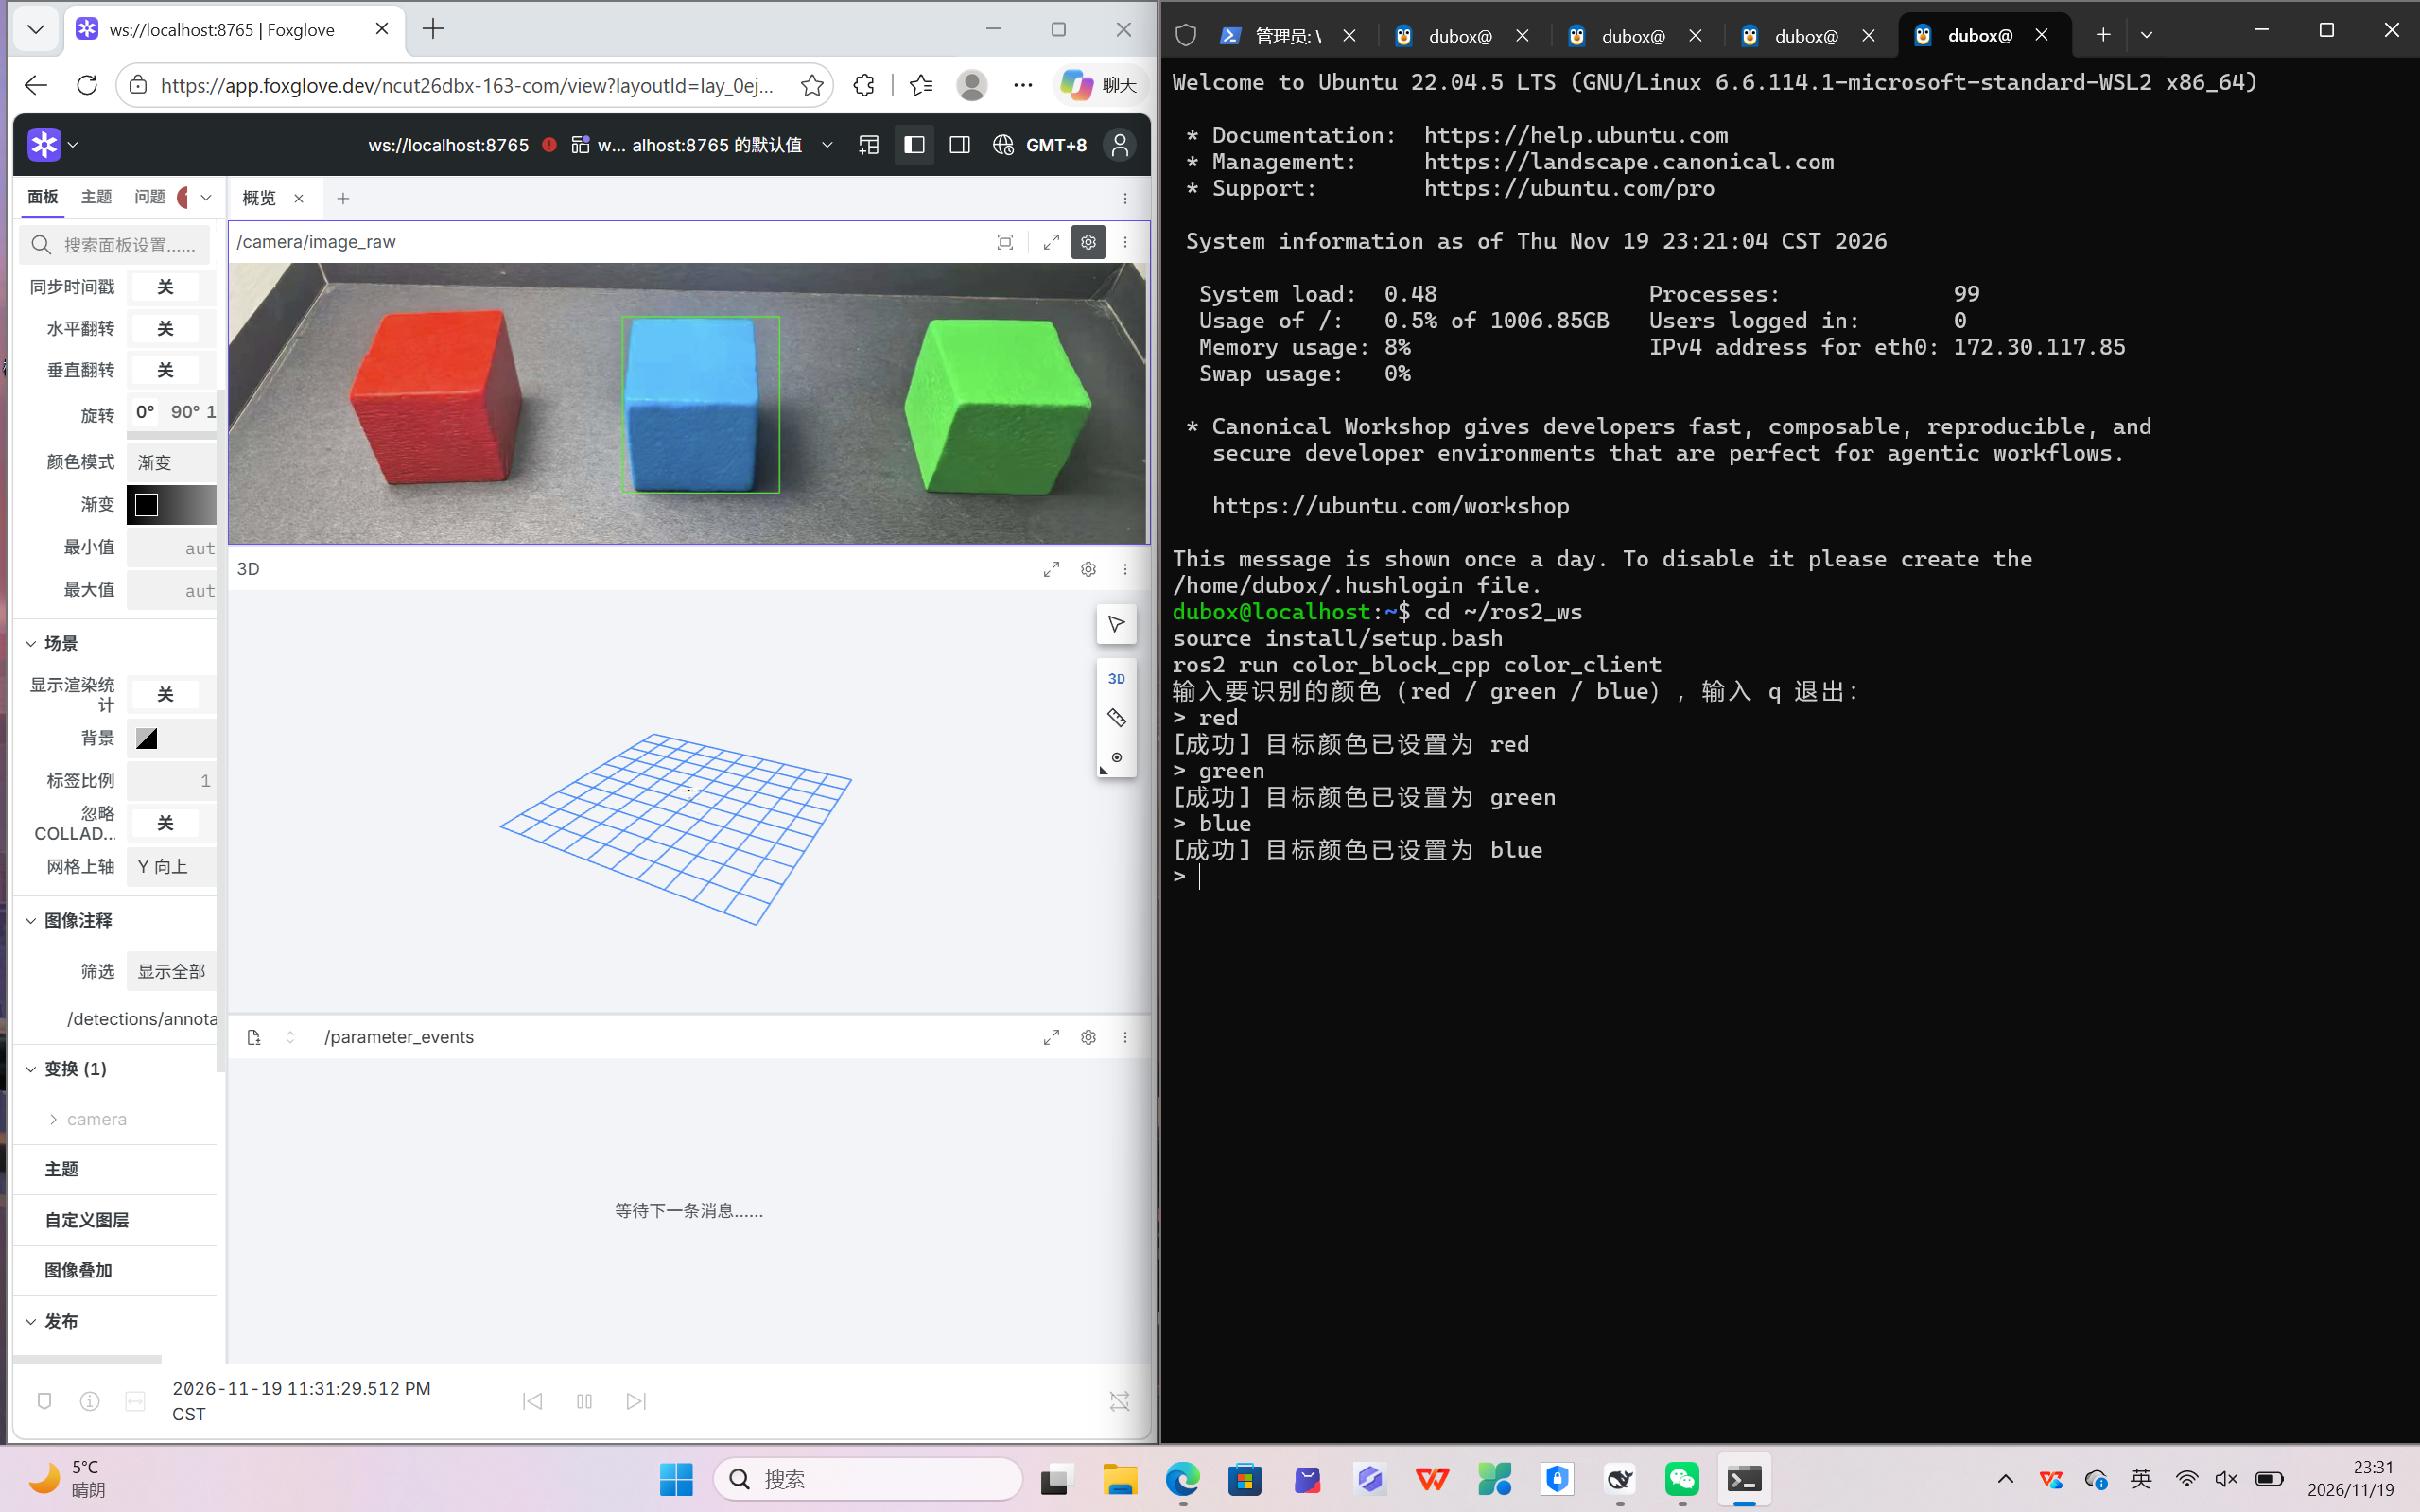 ws://localhost:8765 | Foxglove
https://app.foxglove.dev/ncut26dbx-163-com/view?layoutId=lay_0ej...
聊天
ws://localhost:8765
w... alhost:8765 的默认值
GMT+8
面板
主题
问题
概览
搜索面板设置......
同步时间戳
关
水平翻转
关
垂直翻转
关
旋转
0°
90°
1
颜色模式
渐变
渐变
最小值
aut
最大值
aut
场景
显示渲染统计
关
背景
标签比例
1
忽略
COLLAD...
关
网格上轴
Y 向上
图像注释
筛选
显示全部
/detections/annota
变换 (1)
camera
主题
自定义图层
图像叠加
发布
/camera/image_raw
3D
3D
/parameter_events
等待下一条消息......
2026-11-19 11:31:29.512 PM
CST
管理员: \
dubox@
dubox@
dubox@
dubox@
Welcome to Ubuntu 22.04.5 LTS (GNU/Linux 6.6.114.1-microsoft-standard-WSL2 x86_64)
* Documentation:  https://help.ubuntu.com
* Management:     https://landscape.canonical.com
* Support:        https://ubuntu.com/pro
System information as of Thu Nov 19 23:21:04 CST 2026
System load:  0.48                Processes:             99
Usage of /:   0.5% of 1006.85GB   Users logged in:       0
Memory usage: 8%                  IPv4 address for eth0: 172.30.117.85
Swap usage:   0%
* Canonical Workshop gives developers fast, composable, reproducible, and
secure developer environments that are perfect for agentic workflows.
https://ubuntu.com/workshop
This message is shown once a day. To disable it please create the
/home/dubox/.hushlogin file.
dubox@localhost:~$ cd ~/ros2_ws
source install/setup.bash
ros2 run color_block_cpp color_client
输入要识别的颜色（red / green / blue），输入 q 退出：
> red
[成功] 目标颜色已设置为 red
> green
[成功] 目标颜色已设置为 green
> blue
[成功] 目标颜色已设置为 blue
>
5°C
晴朗
搜索
英
23:31
2026/11/19